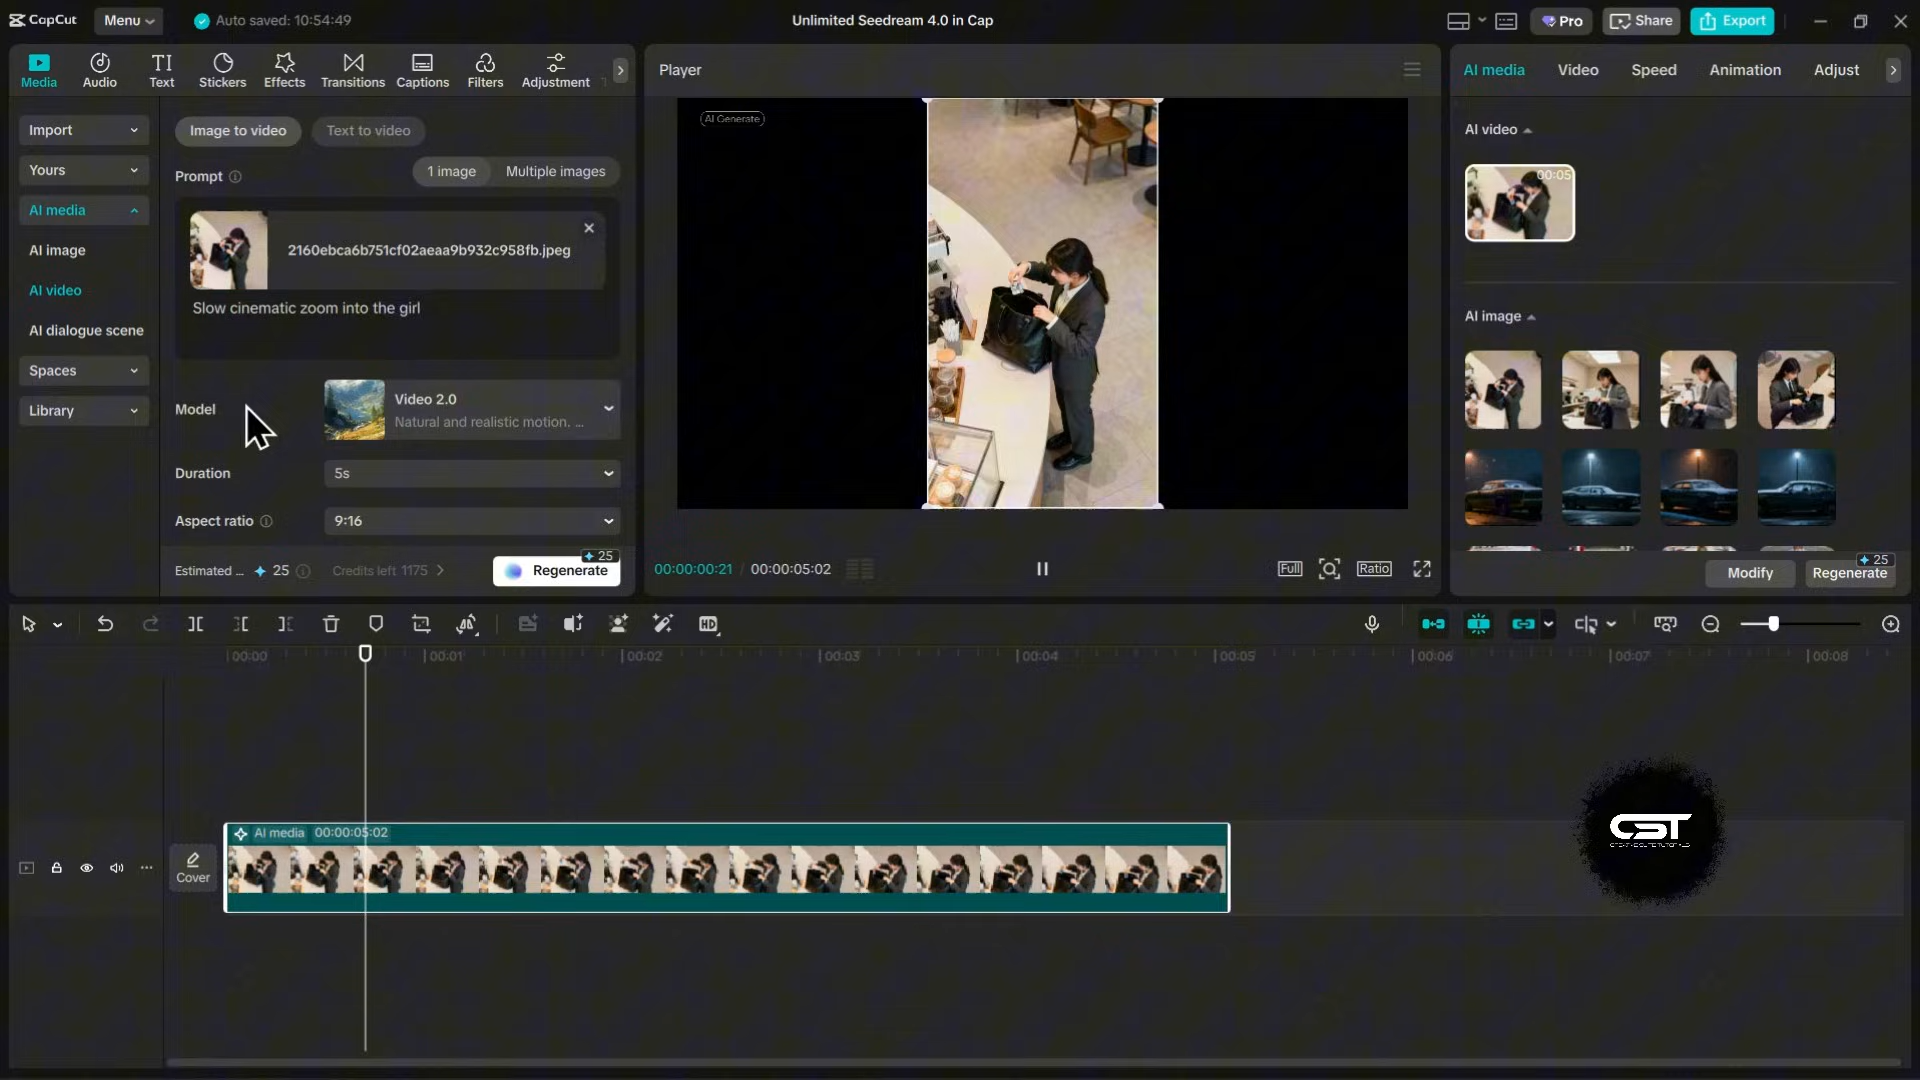 CapCut
Menu
Auto saved: 10:54:49
Unlimited Seedream 4.0 in Cap
Pro
Share
Export
Media
Audio
Text
Stickers
Effects
Transitions
Captions
Filters
Adjustment
Player
AI media
Video
Speed
Animation
Adjust
Import
Yours
AI media
AI image
AI video
AI dialogue scene
Spaces
Library
Image to video
Text to video
Prompt
1 image
Multiple images
2160ebca6b751cf02aeaa9b932c958fb.jpeg
Slow cinematic zoom into the girl
Model
Video 2.0
Natural and realistic motion. ...
Duration
5s
Aspect ratio
9:16
Estimated ...
25
Credits left 1175
25
Regenerate
AI Generate
00:00:00:21 / 00:00:05:02
Full
Ratio
AI video
00:05
AI image
25
Modify
Regenerate
HD
00:00
00:01
00:02
00:03
00:04
00:05
00:06
00:07
00:08
AI media 00:00:05:02
Cover
CST